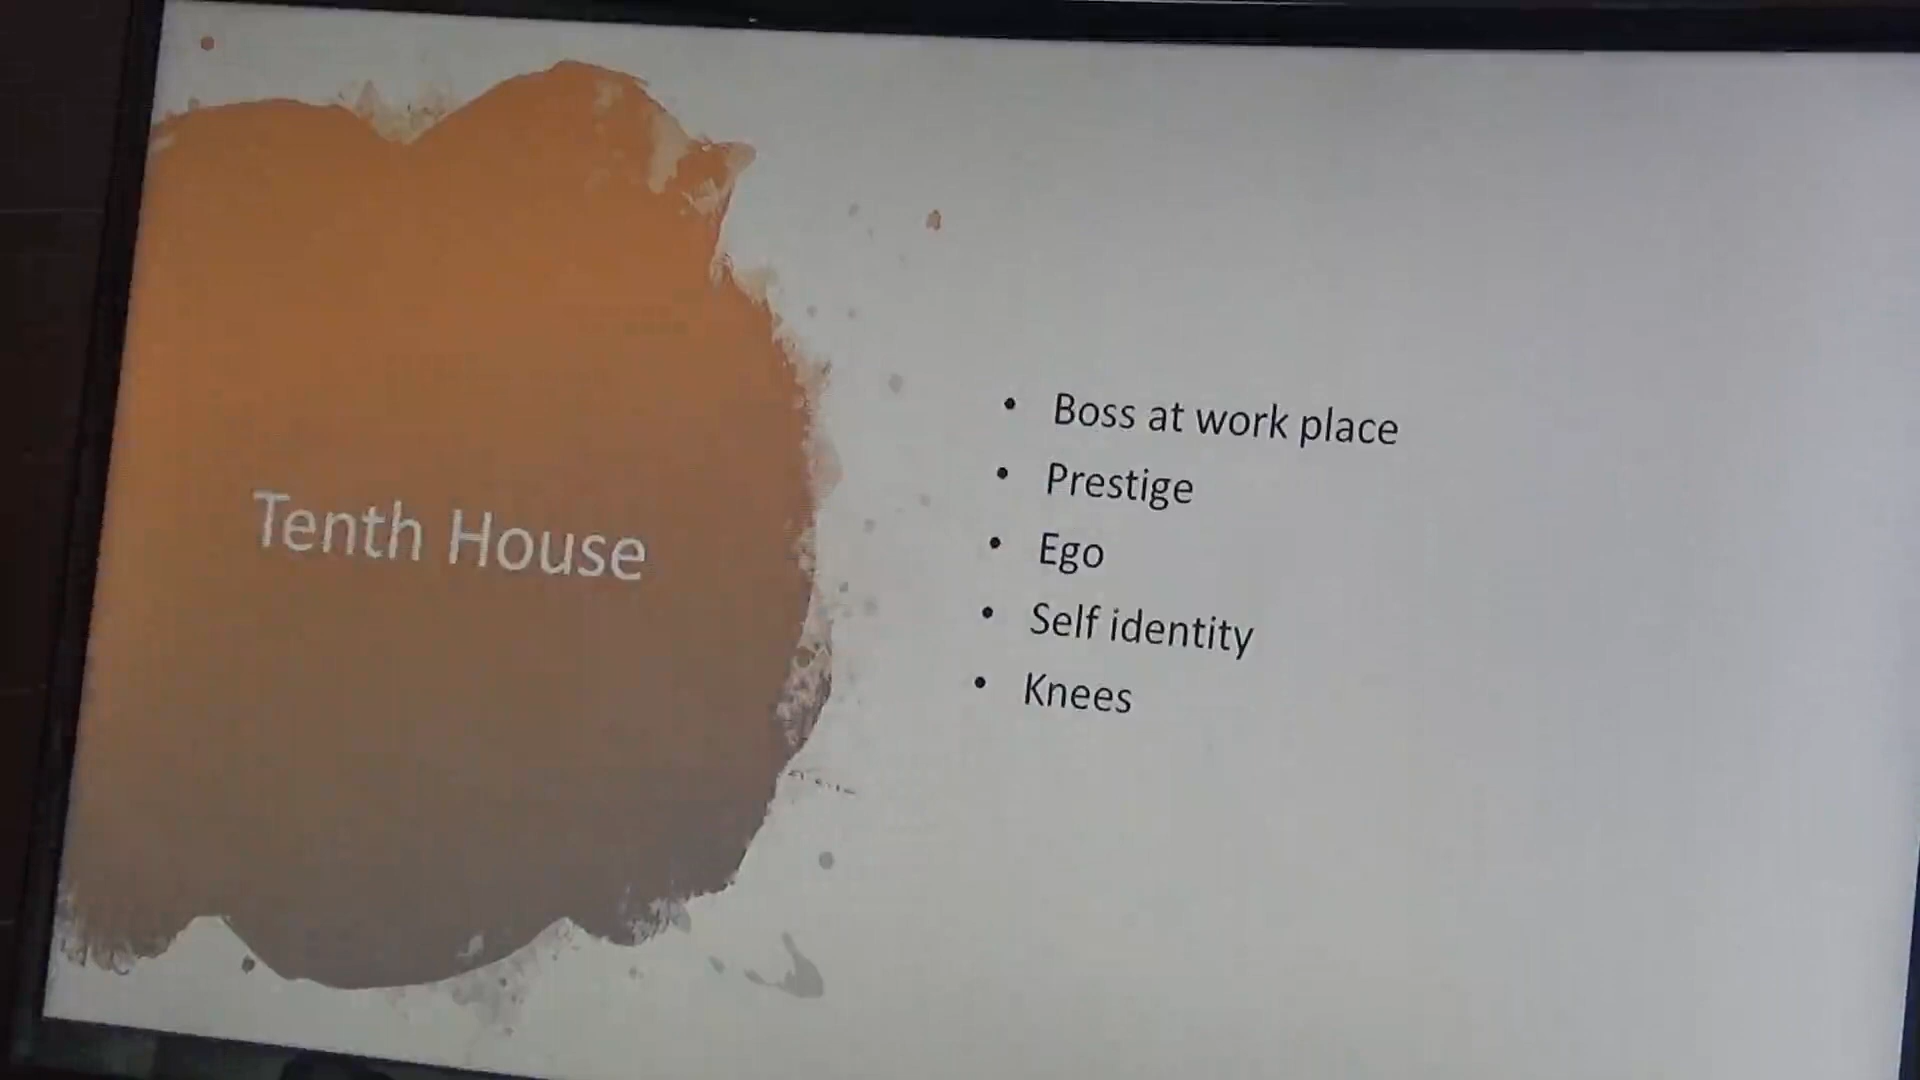 Tenth House
• Boss at work place
• Prestige
• Ego
• Self identity
• Knees